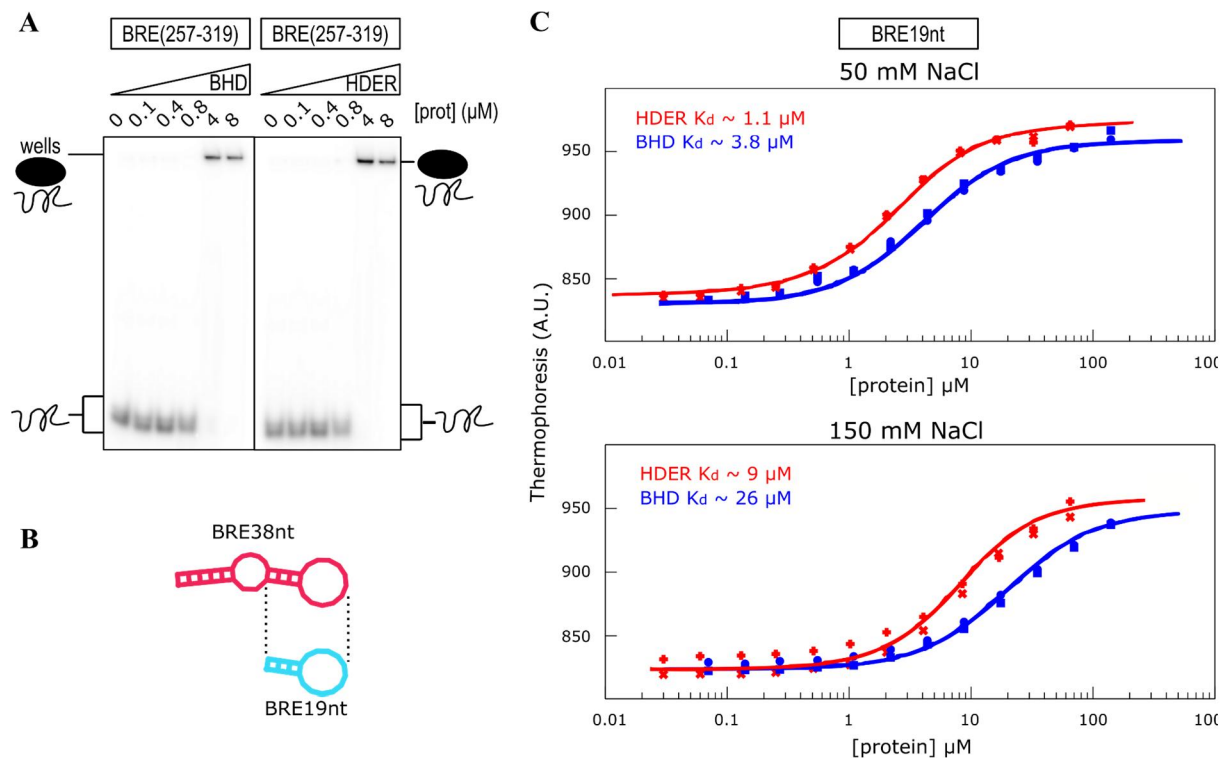 A
BRE(257-319) BRE(257-319)
BHD HDER
0 0.1 0.4 0.8 4 8 0 0.1 0.4 0.8 4 8 [prot] (µM)
wells
B
BRE38nt
BRE19nt
C
BRE19nt
50 mM NaCl
HDER Kd ~ 1.1 µM
BHD Kd ~ 3.8 µM
950
900
850
0.01 0.1 1 10 100
[protein] µM
Thermophoresis (A.U.)
150 mM NaCl
HDER Kd ~ 9 µM
BHD Kd ~ 26 µM
950
900
850
0.01 0.1 1 10 100
[protein] µM